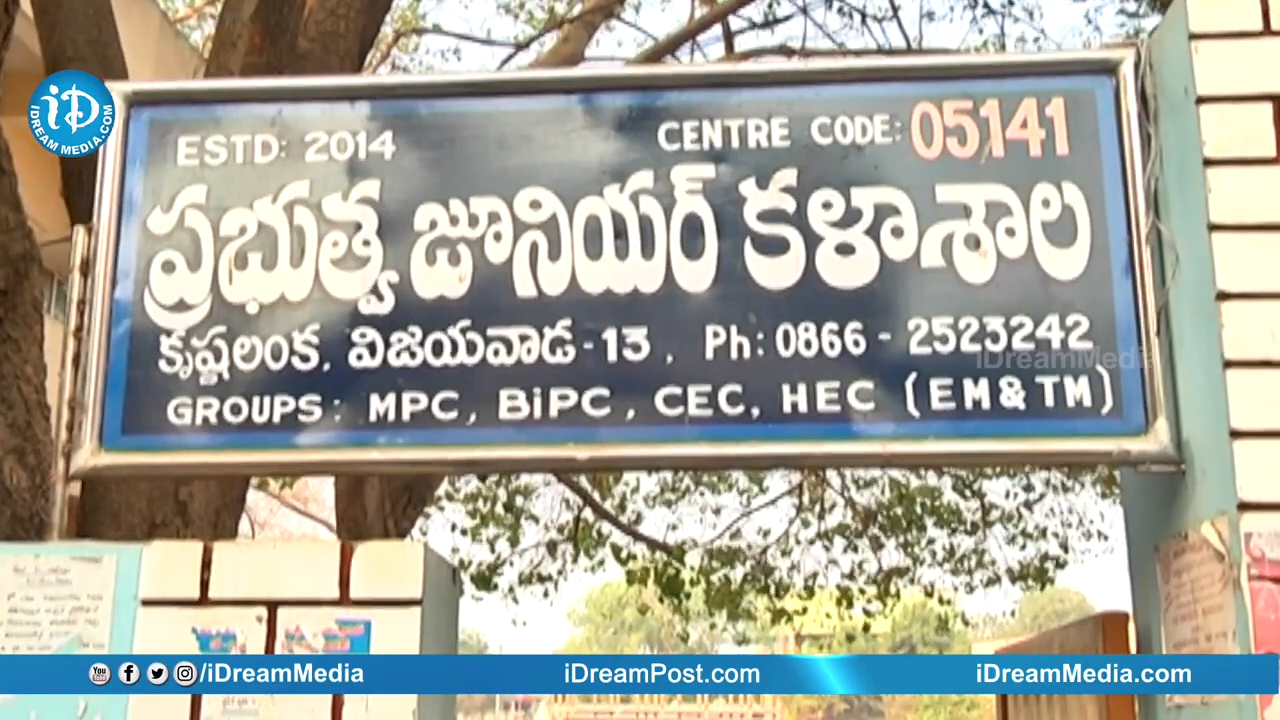 ESTD: 2014 CENTRE CODE: 05141
ప్రభుత్వ జూనియర్ కళాశాల
కృష్ణలంక, విజయవాడ - 13, Ph: 0866 - 2523242
GROUPS: MPC, BiPC, CEC, HEC (EM & TM)
iD
IDREAM MEDIA.COM
iDreamMedia
/iDreamMedia iDreamPost.com iDreamMedia.com